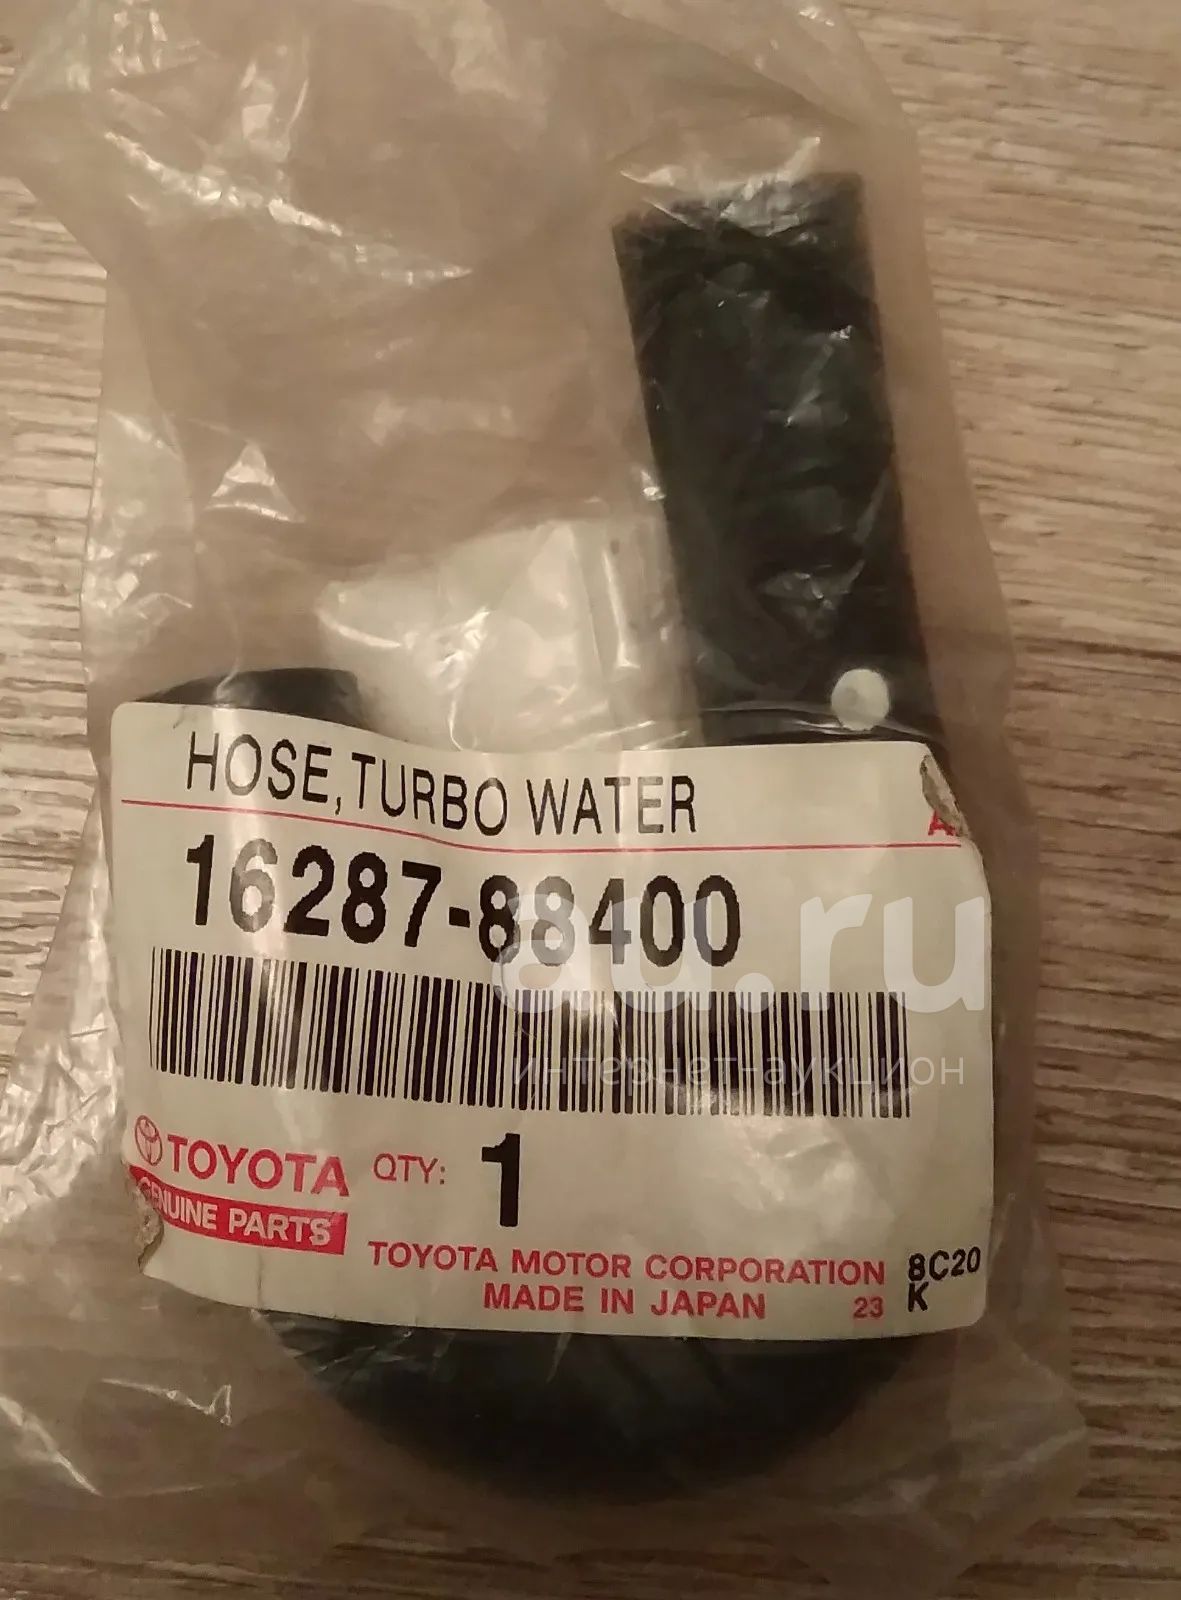 HOSE,TURBO WATER
A
16287-88400
au.ru
интернет-аукцион
TOYOTA QTY: 1
GENUINE PARTS
TOYOTA MOTOR CORPORATION 8C20
MADE IN JAPAN 23 K